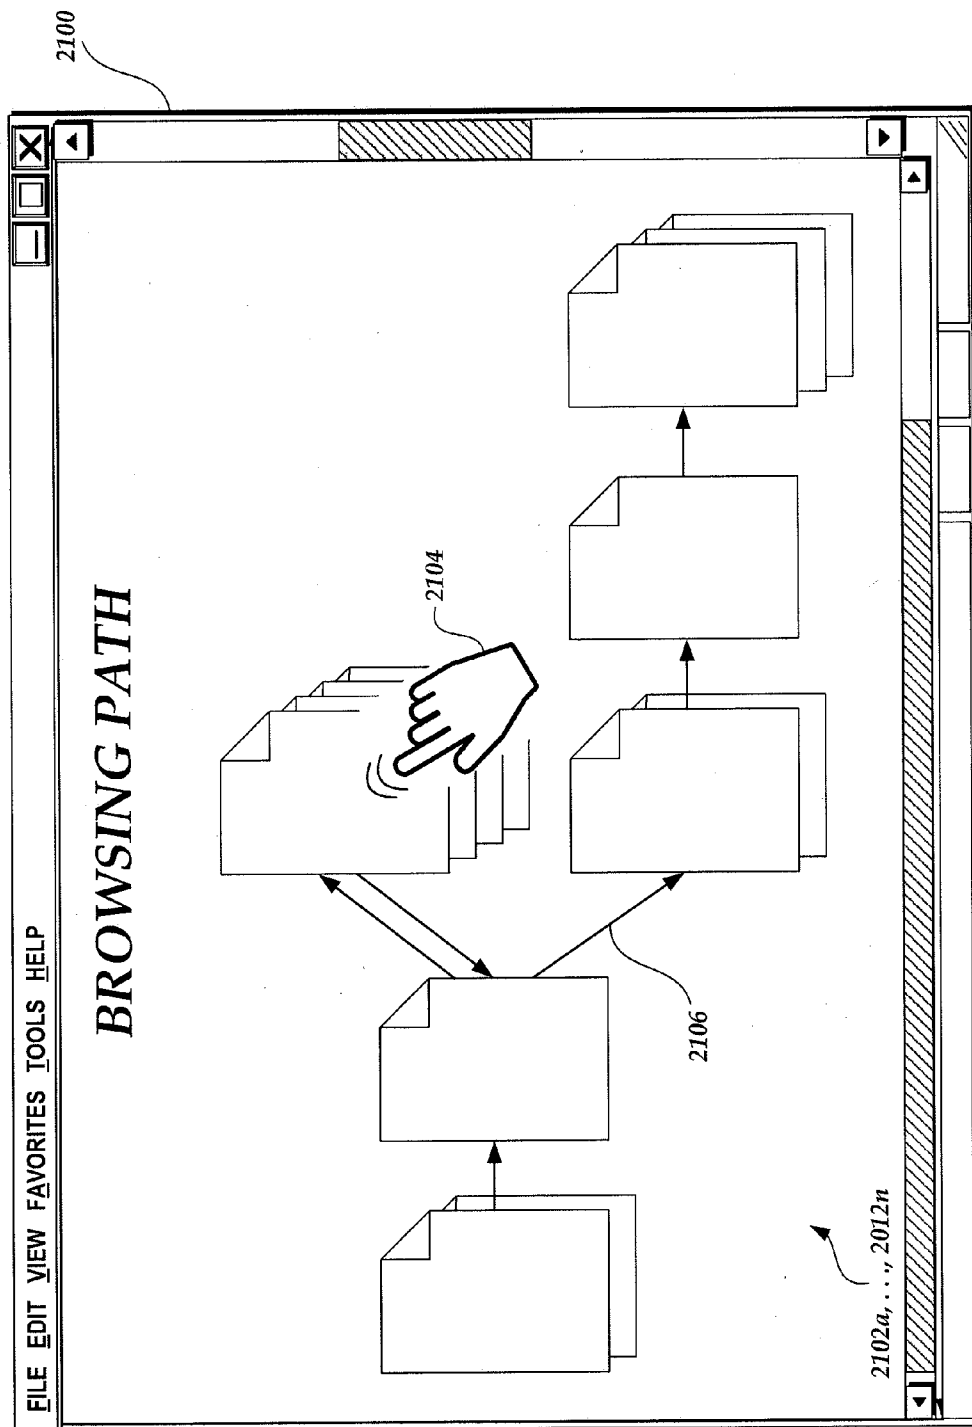 2100
FILE EDIT VIEW FAVORITES TOOLS HELP
BROWSING PATH
2104
2106
2102a, . . ., 2012n